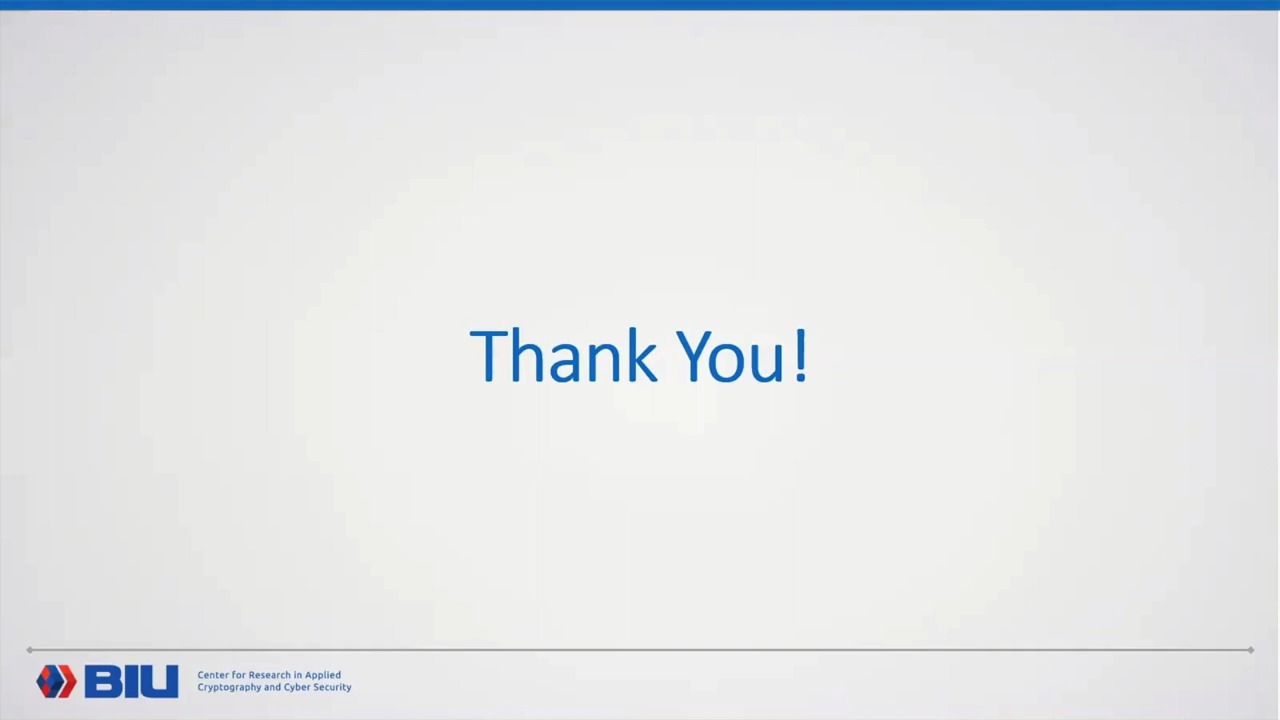 Thank You!
BIU
Center for Research in Applied
Cryptography and Cyber Security